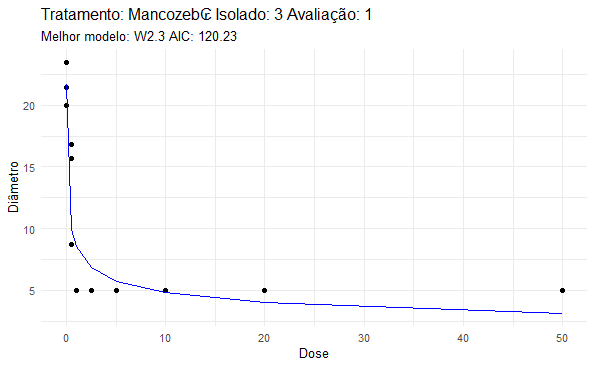 Tratamento: Mancozeb₢ Isolado: 3 Avaliação: 1
Melhor modelo: W2.3 AIC: 120.23
Diâmetro
20
15
10
5
0
10
20
30
40
50
Dose